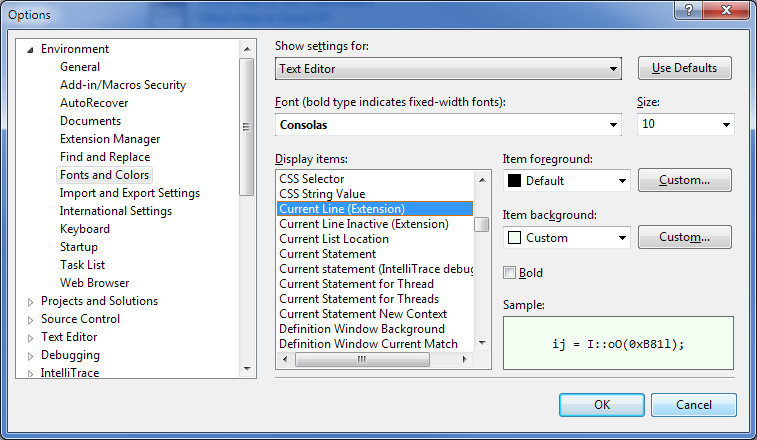 Options
Environment
General
Add-in/Macros Security
AutoRecover
Documents
Extension Manager
Find and Replace
Fonts and Colors
Import and Export Settings
International Settings
Keyboard
Startup
Task List
Web Browser
Projects and Solutions
Source Control
Text Editor
Debugging
IntelliTrace
Show settings for:
Text Editor
Use Defaults
Font (bold type indicates fixed-width fonts):
Size:
Consolas
10
Display items:
CSS Selector
CSS String Value
Current Line (Extension)
Current Line Inactive (Extension)
Current List Location
Current Statement
Current statement (IntelliTrace debug
Current Statement for Thread
Current Statement for Threads
Current Statement New Context
Definition Window Background
Definition Window Current Match
Item foreground:
Default
Custom...
Item background:
Custom
Custom...
Bold
Sample:
ij = I::oO(0xB81l);
OK
Cancel